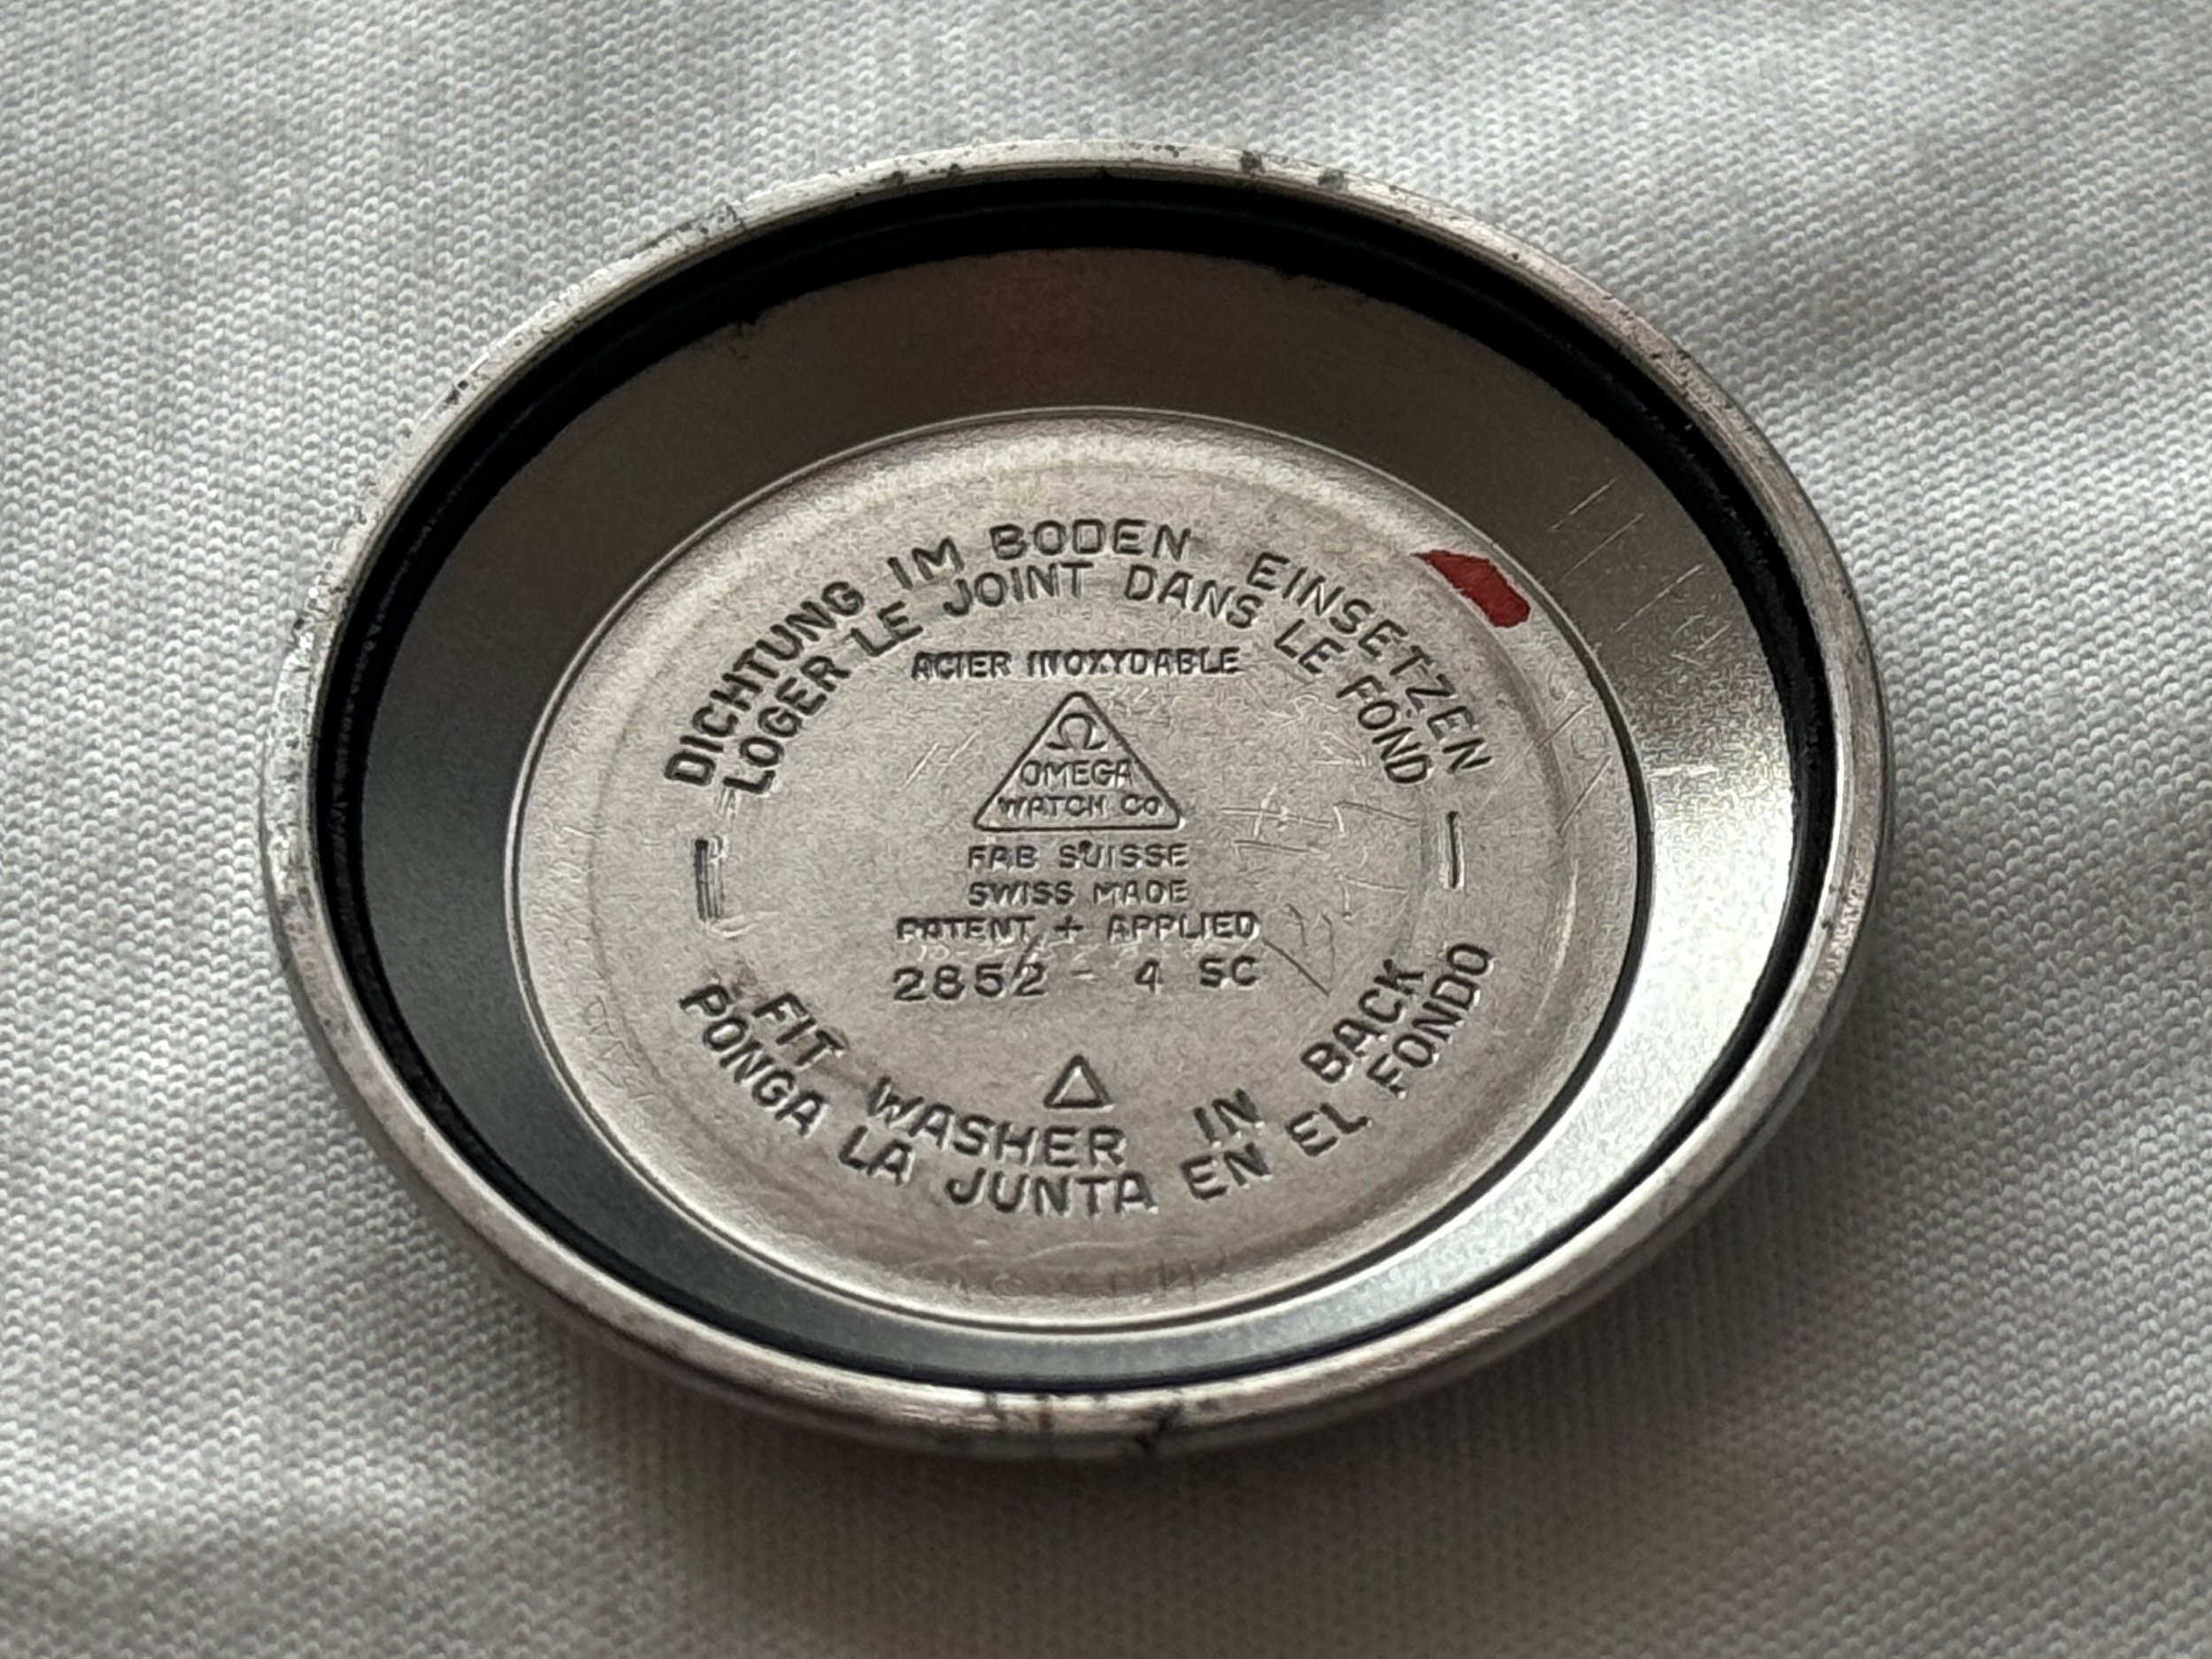 DICHTUNG IM BODEN EINSETZEN
LOGER LE JOINT DANS LE FOND
ACIER INOXYDABLE
Ω
OMEGA
WATCH Co
FAB SUISSE
SWISS MADE
PATENT + APPLIED
2852 - 4 SC
FIT WASHER IN BACK
PONGA LA JUNTA EN EL FONDO